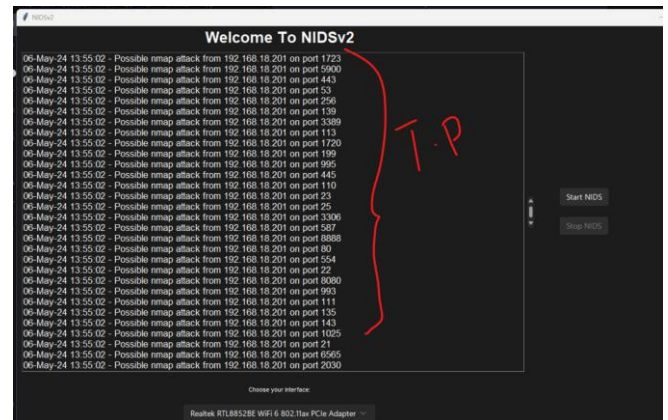 NIDSv2
Welcome To NIDSv2
06-May-24 13:55:02 - Possible nmap attack from 192.168.18.201 on port 1723
06-May-24 13:55:02 - Possible nmap attack from 192.168.18.201 on port 5900
06-May-24 13:55:02 - Possible nmap attack from 192.168.18.201 on port 443
06-May-24 13:55:02 - Possible nmap attack from 192.168.18.201 on port 53
06-May-24 13:55:02 - Possible nmap attack from 192.168.18.201 on port 256
06-May-24 13:55:02 - Possible nmap attack from 192.168.18.201 on port 139
06-May-24 13:55:02 - Possible nmap attack from 192.168.18.201 on port 3389
06-May-24 13:55:02 - Possible nmap attack from 192.168.18.201 on port 113
06-May-24 13:55:02 - Possible nmap attack from 192.168.18.201 on port 1720
06-May-24 13:55:02 - Possible nmap attack from 192.168.18.201 on port 199
06-May-24 13:55:02 - Possible nmap attack from 192.168.18.201 on port 995
06-May-24 13:55:02 - Possible nmap attack from 192.168.18.201 on port 445
06-May-24 13:55:02 - Possible nmap attack from 192.168.18.201 on port 110
06-May-24 13:55:02 - Possible nmap attack from 192.168.18.201 on port 23
06-May-24 13:55:02 - Possible nmap attack from 192.168.18.201 on port 25
06-May-24 13:55:02 - Possible nmap attack from 192.168.18.201 on port 3306
06-May-24 13:55:02 - Possible nmap attack from 192.168.18.201 on port 587
06-May-24 13:55:02 - Possible nmap attack from 192.168.18.201 on port 8888
06-May-24 13:55:02 - Possible nmap attack from 192.168.18.201 on port 80
06-May-24 13:55:02 - Possible nmap attack from 192.168.18.201 on port 554
06-May-24 13:55:02 - Possible nmap attack from 192.168.18.201 on port 22
06-May-24 13:55:02 - Possible nmap attack from 192.168.18.201 on port 8080
06-May-24 13:55:02 - Possible nmap attack from 192.168.18.201 on port 993
06-May-24 13:55:02 - Possible nmap attack from 192.168.18.201 on port 111
06-May-24 13:55:02 - Possible nmap attack from 192.168.18.201 on port 135
06-May-24 13:55:02 - Possible nmap attack from 192.168.18.201 on port 143
06-May-24 13:55:02 - Possible nmap attack from 192.168.18.201 on port 1025
06-May-24 13:55:02 - Possible nmap attack from 192.168.18.201 on port 21
06-May-24 13:55:02 - Possible nmap attack from 192.168.18.201 on port 6565
06-May-24 13:55:02 - Possible nmap attack from 192.168.18.201 on port 2030
T.P
Start NIDS
Stop NIDS
Choose your interface:
Realtek RTL8852BE WiFi 6 802.11ax PCIe Adapter